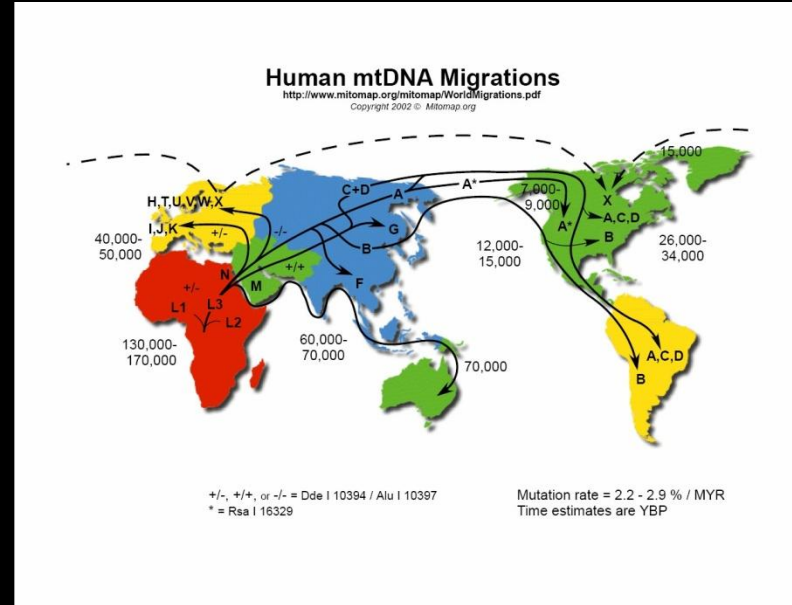 Human mtDNA Migrations
http://www.mitomap.org/mitomap/WorldMigrations.pdf
Copyright 2002 © Mitomap.org
15,000
C+D
A
A*
7,000-
9,000
X
H,T,U,V,W,X
A*
A,C,D
I,J,K
+/-
-/-
G
B
B
40,000-
50,000
12,000-
15,000
26,000-
34,000
N
M
+/+
F
+/-
L3
L1
L2
130,000-
170,000
60,000-
70,000
70,000
A,C,D
B
+/-, +/+, or -/- = Dde I 10394 / Alu I 10397
* = Rsa I 16329
Mutation rate = 2.2 - 2.9 % / MYR
Time estimates are YBP